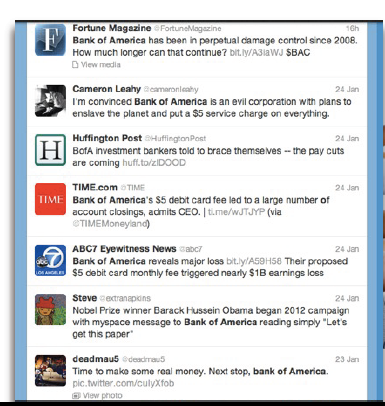 Fortune Magazine @FortuneMagazine 16h
Bank of America has been in perpetual damage control since 2008.
How much longer can that continue? bit.ly/A3IaWJ $BAC
View media
Cameron Leahy @cameronleahy 24 Jan
I'm convinced Bank of America is an evil corporation with plans to
enslave the planet and put a $5 service charge on everything.
Huffington Post @HuffingtonPost 24 Jan
BofA investment bankers told to brace themselves -- the pay cuts
are coming huff.to/zIDOOD
TIME
TIME.com @TIME 24 Jan
Bank of America's $5 debit card fee led to a large number of
account closings, admits CEO. | ti.me/wJTJYP (via
@TIMEMoneyland)
abc 7
LOS ANGELES
ABC7 Eyewitness News @abc7 24 Jan
Bank of America reveals major loss bit.ly/A59H58 Their proposed
$5 debit card monthly fee triggered nearly $1B earnings loss
Steve @extranapkins 24 Jan
Nobel Prize winner Barack Hussein Obama began 2012 campaign
with myspace message to Bank of America reading simply "Let's
get this paper"
deadmau5 @deadmau5 23 Jan
Time to make some real money. Next stop, bank of America.
pic.twitter.com/culyXfob
View photo